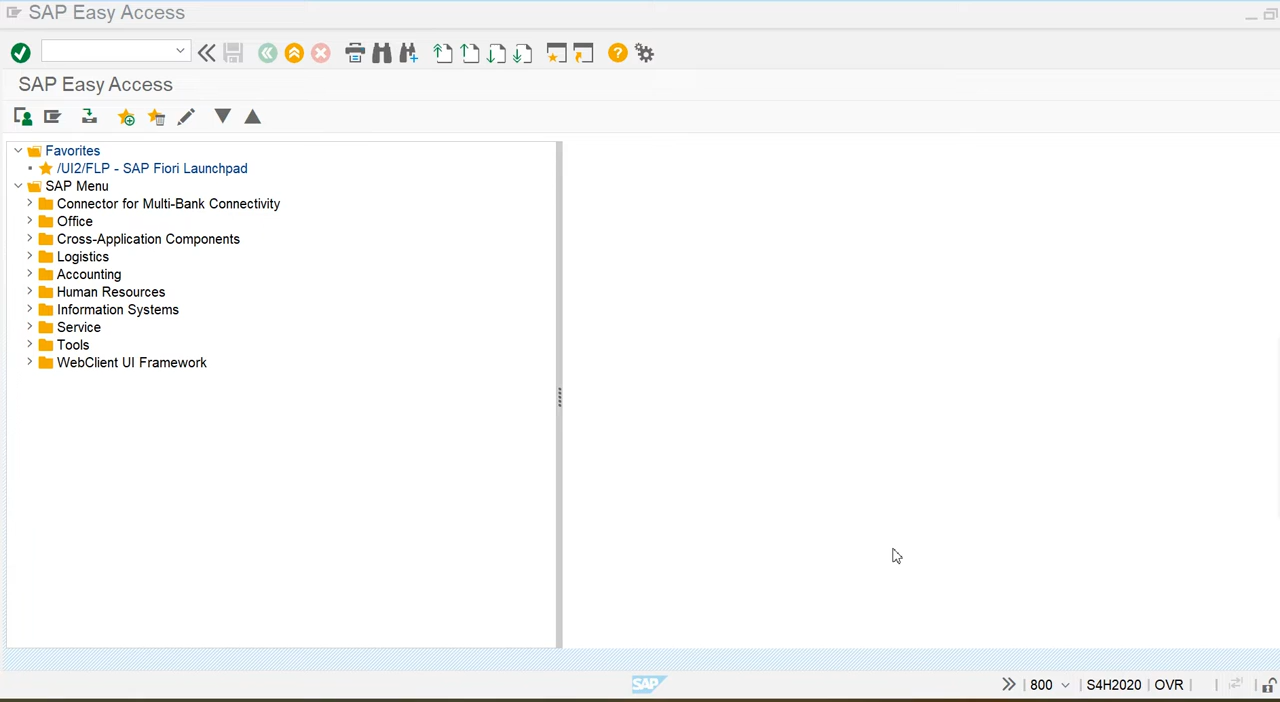 SAP Easy Access
SAP Easy Access
Favorites
/UI2/FLP - SAP Fiori Launchpad
SAP Menu
Connector for Multi-Bank Connectivity
Office
Cross-Application Components
Logistics
Accounting
Human Resources
Information Systems
Service
Tools
WebClient UI Framework
SAP
800
S4H2020
OVR